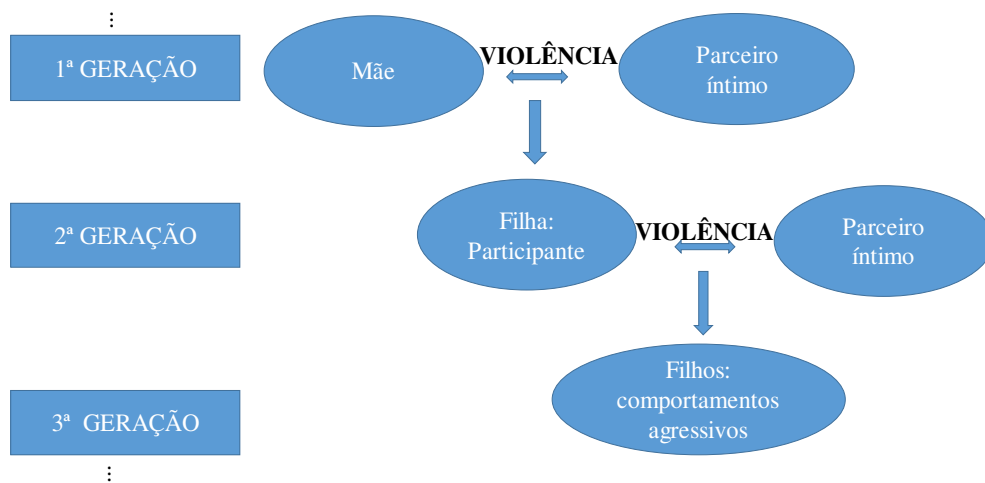 ⋮
1ª GERAÇÃO
Mãe
VIOLÊNCIA
Parceiro
íntimo
2ª GERAÇÃO
Filha:
Participante
VIOLÊNCIA
Parceiro
íntimo
3ª GERAÇÃO
Filhos:
comportamentos
agressivos
⋮